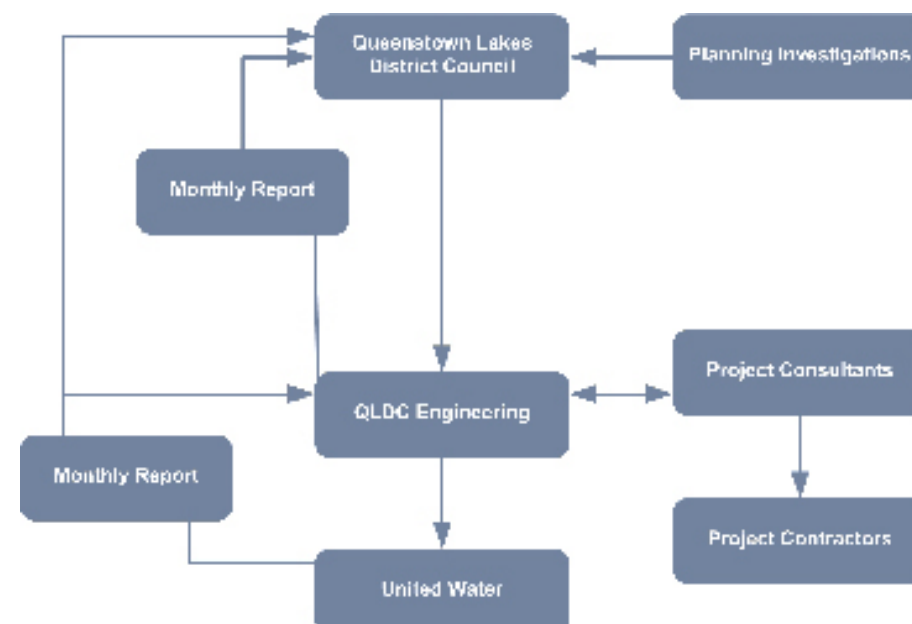 Queenstown Lakes
District Council
Planning Investigations
Monthly Report
Project Consultants
QLDC Engineering
Monthly Report
Project Contractors
United Water